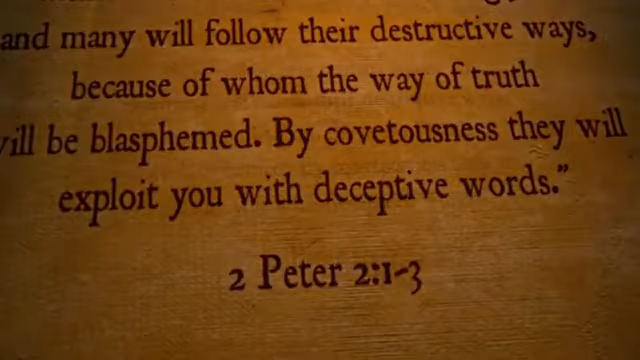 and many will follow their destructive ways,
because of whom the way of truth
will be blasphemed. By covetousness they will
exploit you with deceptive words.”
2 Peter 2:1-3